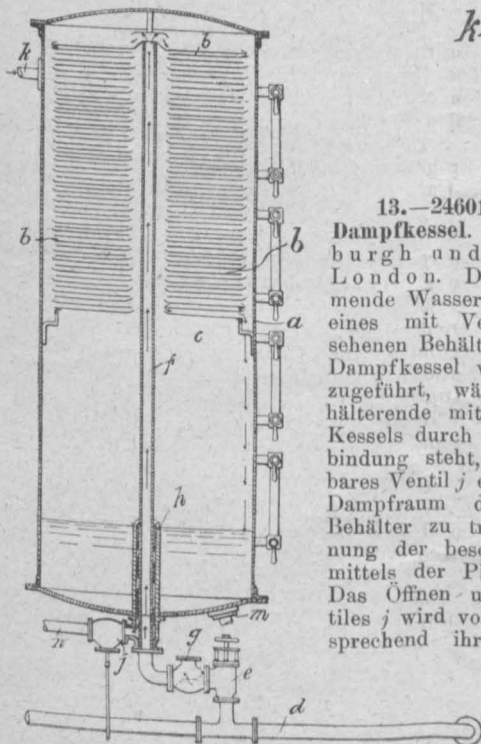 k
13.—24601
Dampfkessel.
burgh und
London. D
mende Wasser
eines mit Ve
sehenen Behält
Dampfkessel v
zugeführt, wä
hälterende mit
Kessels durch
bindung steht,
bares Ventil j e
Dampfraum d
Behälter zu tr
nung der besc
mittels der P
Das Öffnen u
tiles j wird vo
sprechend ihr
b
k
b
b
a
c
f
h
m
n
j
g
e
d